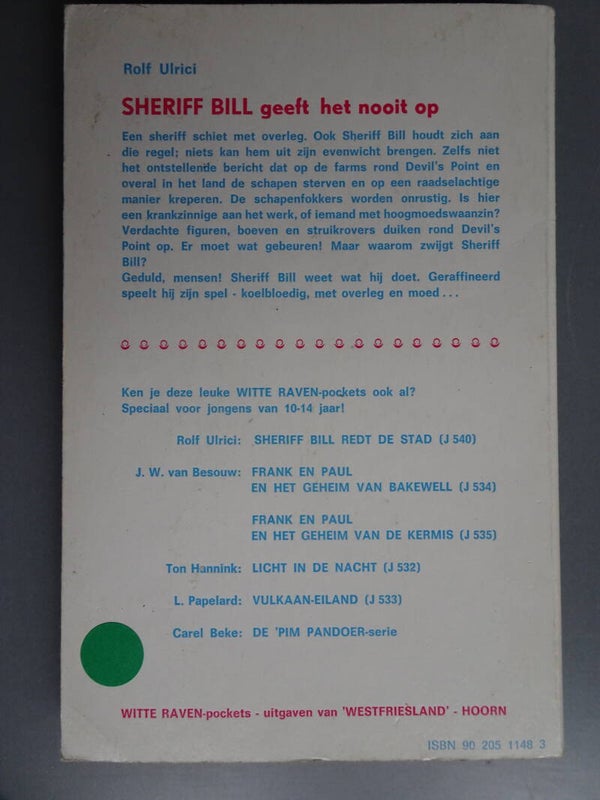 Rolf Ulrici
SHERIFF BILL geeft het nooit op
Een sheriff schiet met overleg. Ook Sheriff Bill houdt zich aan
die regel; niets kan hem uit zijn evenwicht brengen. Zelfs niet
het ontstellende bericht dat op de farms rond Devil's Point en
overal in het land de schapen sterven en op een raadselachtige
manier kreperen. De schapenfokkers worden onrustig. Is hier
een krankzinnige aan het werk, of iemand met hoogmoedswaanzin?
Verdachte figuren, boeven en struikrovers duiken rond Devil's
Point op. Er moet wat gebeuren! Maar waarom zwijgt Sheriff
Bill?
Geduld, mensen! Sheriff Bill weet wat hij doet. Geraffineerd
speelt hij zijn spel - koelbloedig, met overleg en moed...
Ken je deze leuke WITTE RAVEN-pockets ook al?
Speciaal voor jongens van 10-14 jaar!
Rolf Ulrici: SHERIFF BILL REDT DE STAD (J 540)
J. W. van Besouw: FRANK EN PAUL
EN HET GEHEIM VAN BAKEWELL (J 534)
FRANK EN PAUL
EN HET GEHEIM VAN DE KERMIS (J 535)
Ton Hannink: LICHT IN DE NACHT (J 532)
L. Papelard: VULKAAN-EILAND (J 533)
Carel Beke: DE 'PIM PANDOER-serie
WITTE RAVEN-pockets - uitgaven van 'WESTFRIESLAND' - HOORN
ISBN 90 205 1148 3